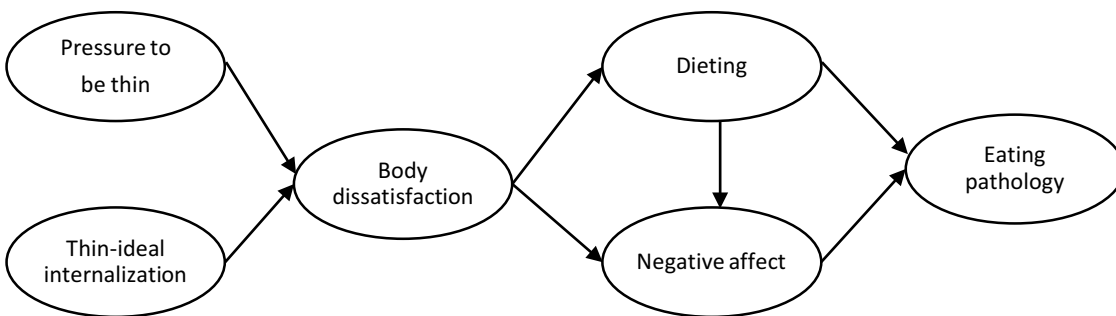 Pressure to
be thin
Thin-ideal
internalization
Body
dissatisfaction
Dieting
Negative affect
Eating
pathology